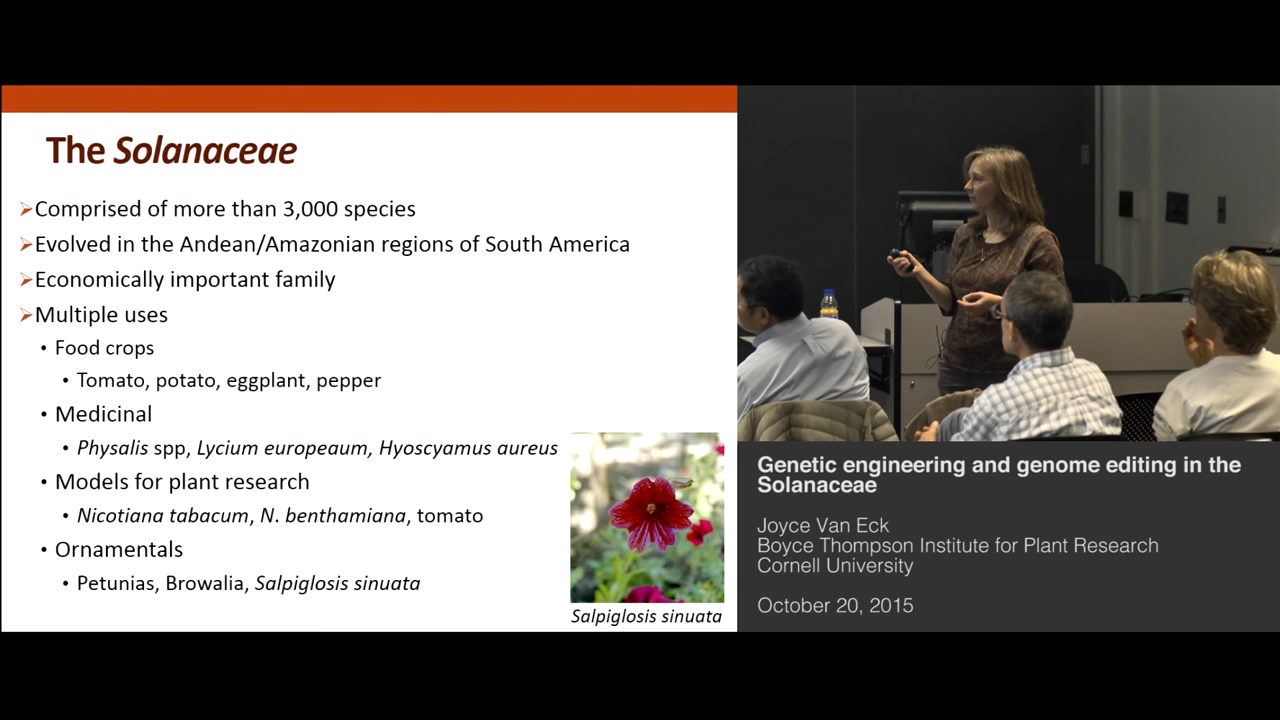 The Solanaceae
Comprised of more than 3,000 species
Evolved in the Andean/Amazonian regions of South America
Economically important family
Multiple uses
• Food crops
• Tomato, potato, eggplant, pepper
• Medicinal
• Physalis spp, Lycium europeaum, Hyoscyamus aureus
• Models for plant research
• Nicotiana tabacum, N. benthamiana, tomato
• Ornamentals
• Petunias, Browalia, Salpiglosis sinuata
Salpiglosis sinuata
Genetic engineering and genome editing in the
Solanaceae
Joyce Van Eck
Boyce Thompson Institute for Plant Research
Cornell University
October 20, 2015